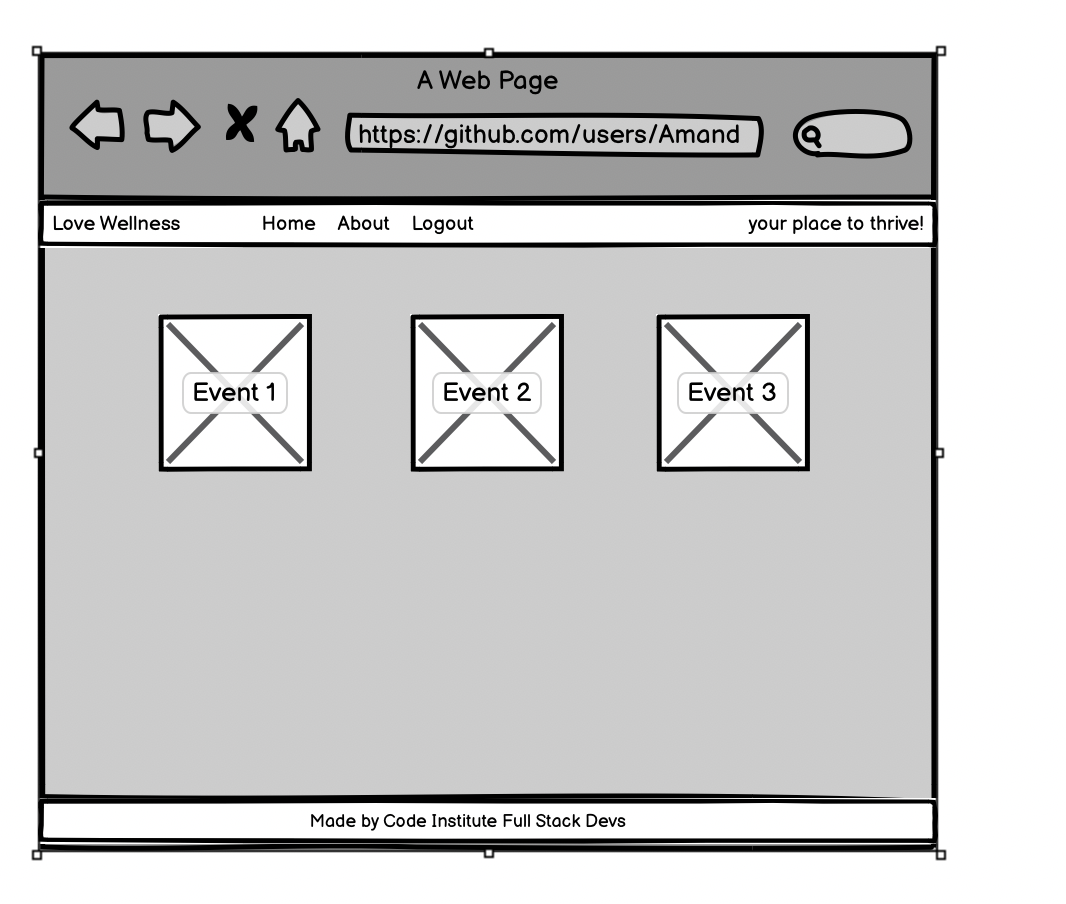 A Web Page
https://github.com/users/Amand
Love Wellness Home About Logout your place to thrive!
Event 1 Event 2 Event 3
Made by Code Institute Full Stack Devs